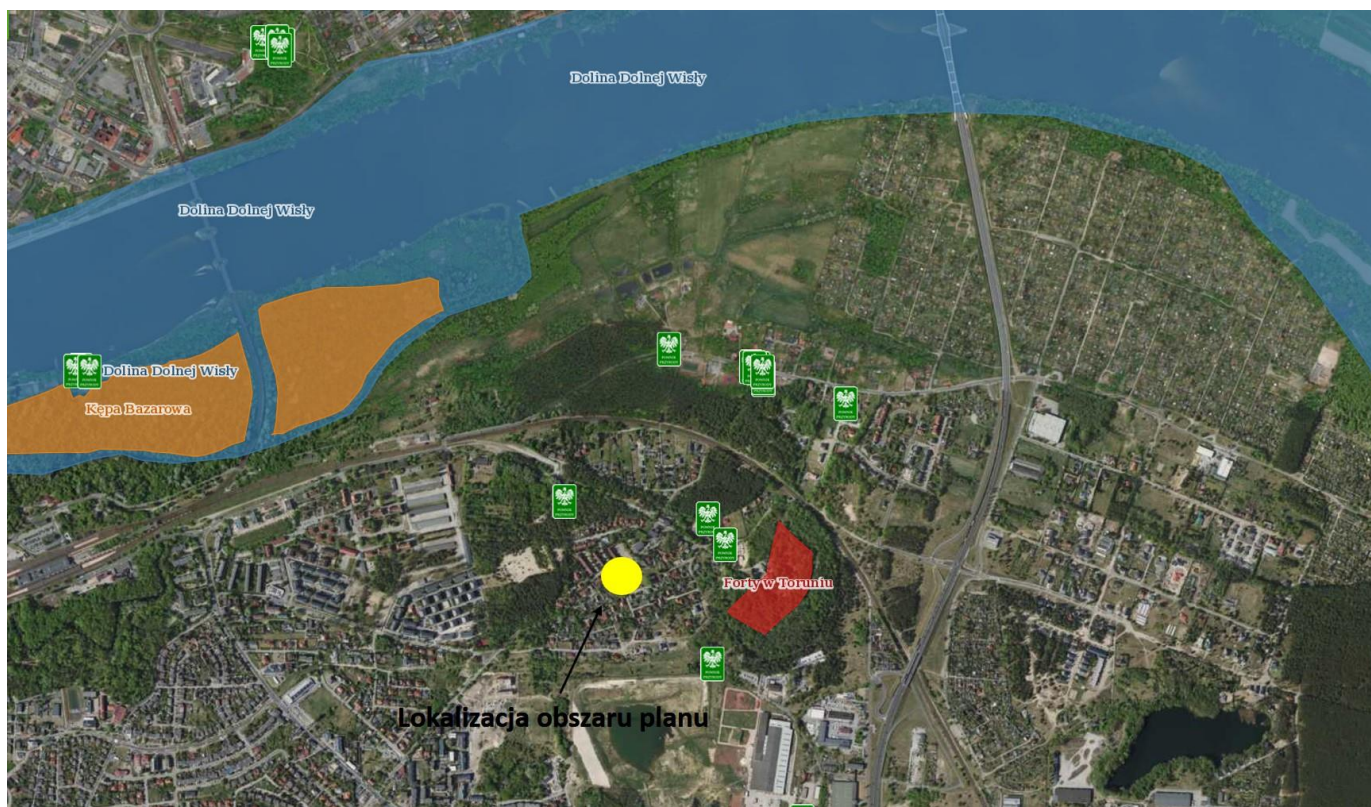 Dolina Dolnej Wisły
Dolina Dolnej Wisły
Dolina Dolnej Wisły
Kępa Bazarowa
Forty w Toruniu
Lokalizacja obszaru planu